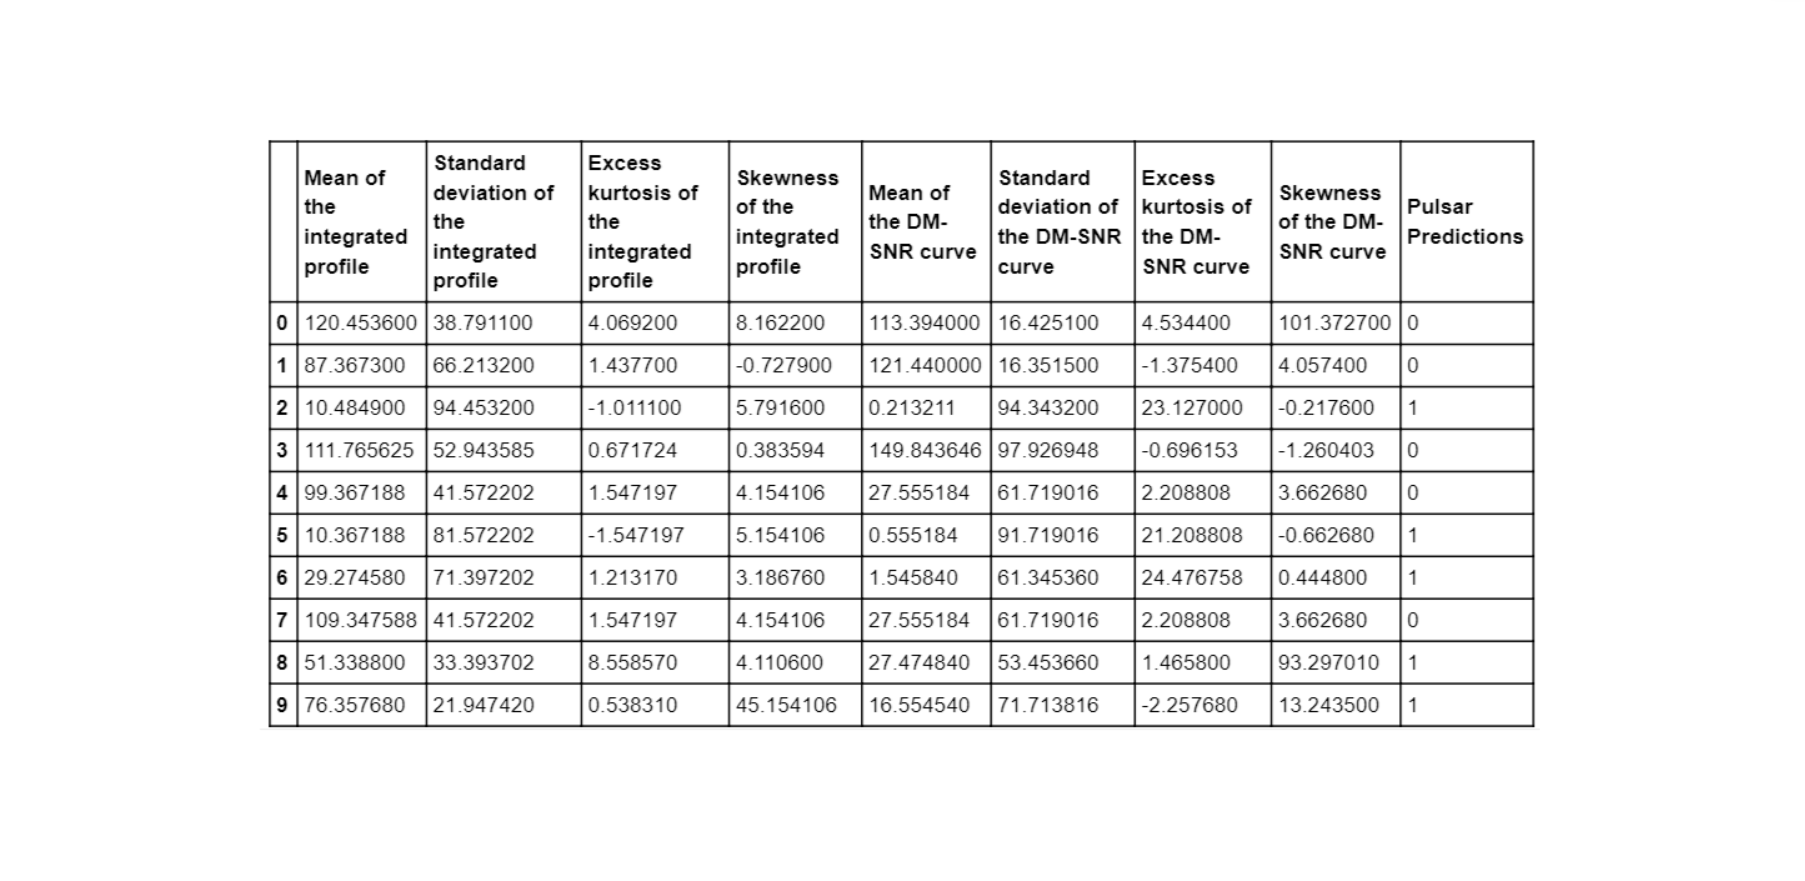 Mean of the integrated profile Standard deviation of the integrated profile Excess kurtosis of the integrated profile Skewness of the integrated profile Mean of the DM-SNR curve Standard deviation of the DM-SNR curve Excess kurtosis of the DM-SNR curve Skewness of the DM-SNR curve Pulsar Predictions
0 120.453600 38.791100 4.069200 8.162200 113.394000 16.425100 4.534400 101.372700 0
1 87.367300 66.213200 1.437700 -0.727900 121.440000 16.351500 -1.375400 4.057400 0
2 10.484900 94.453200 -1.011100 5.791600 0.213211 94.343200 23.127000 -0.217600 1
3 111.765625 52.943585 0.671724 0.383594 149.843646 97.926948 -0.696153 -1.260403 0
4 99.367188 41.572202 1.547197 4.154106 27.555184 61.719016 2.208808 3.662680 0
5 10.367188 81.572202 -1.547197 5.154106 0.555184 91.719016 21.208808 -0.662680 1
6 29.274580 71.397202 1.213170 3.186760 1.545840 61.345360 24.476758 0.444800 1
7 109.347588 41.572202 1.547197 4.154106 27.555184 61.719016 2.208808 3.662680 0
8 51.338800 33.393702 8.558570 4.110600 27.474840 53.453660 1.465800 93.297010 1
9 76.357680 21.947420 0.538310 45.154106 16.554540 71.713816 -2.257680 13.243500 1